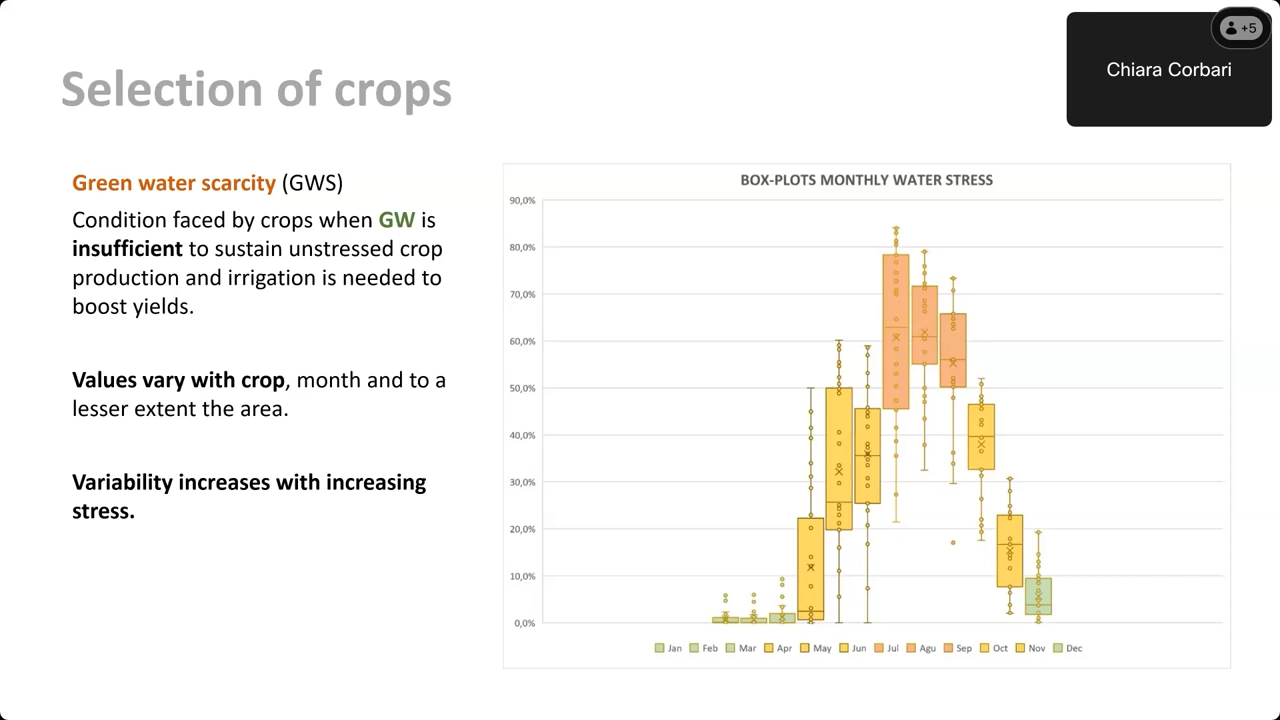 +5
Chiara Corbari
Selection of crops
Green water scarcity (GWS)
Condition faced by crops when GW is
insufficient to sustain unstressed crop
production and irrigation is needed to
boost yields.
Values vary with crop, month and to a
lesser extent the area.
Variability increases with increasing
stress.
BOX-PLOTS MONTHLY WATER STRESS
90,0%
80,0%
70,0%
60,0%
50,0%
40,0%
30,0%
20,0%
10,0%
0,0%
Jan Feb Mar Apr May Jun Jul Agu Sep Oct Nov Dec